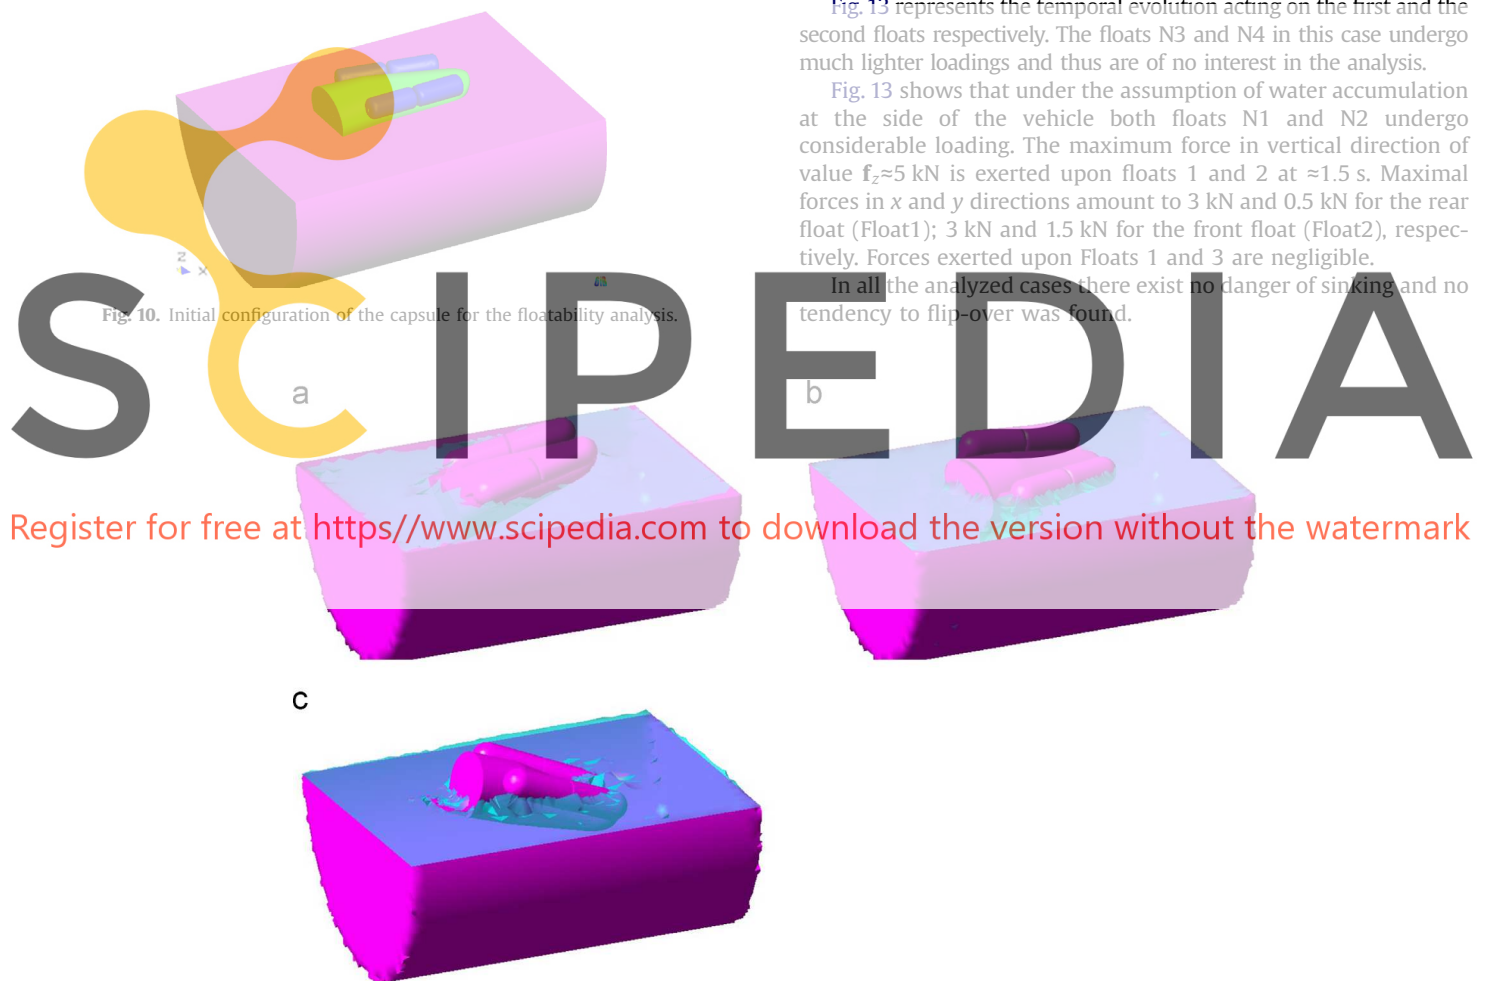 z
x
Fig. 10. Initial configuration of the capsule for the floatability analysis.
Fig. 13 represents the temporal evolution acting on the first and the
second floats respectively. The floats N3 and N4 in this case undergo
much lighter loadings and thus are of no interest in the analysis.
Fig. 13 shows that under the assumption of water accumulation
at the side of the vehicle both floats N1 and N2 undergo
considerable loading. The maximum force in vertical direction of
value fz≈5 kN is exerted upon floats 1 and 2 at ≈1.5 s. Maximal
forces in x and y directions amount to 3 kN and 0.5 kN for the rear
float (Float1); 3 kN and 1.5 kN for the front float (Float2), respec-
tively. Forces exerted upon Floats 1 and 3 are negligible.
In all the analyzed cases there exist no danger of sinking and no
tendency to flip-over was found.
SCIPEDIA
a
b
Register for free at https//www.scipedia.com to download the version without the watermark
c